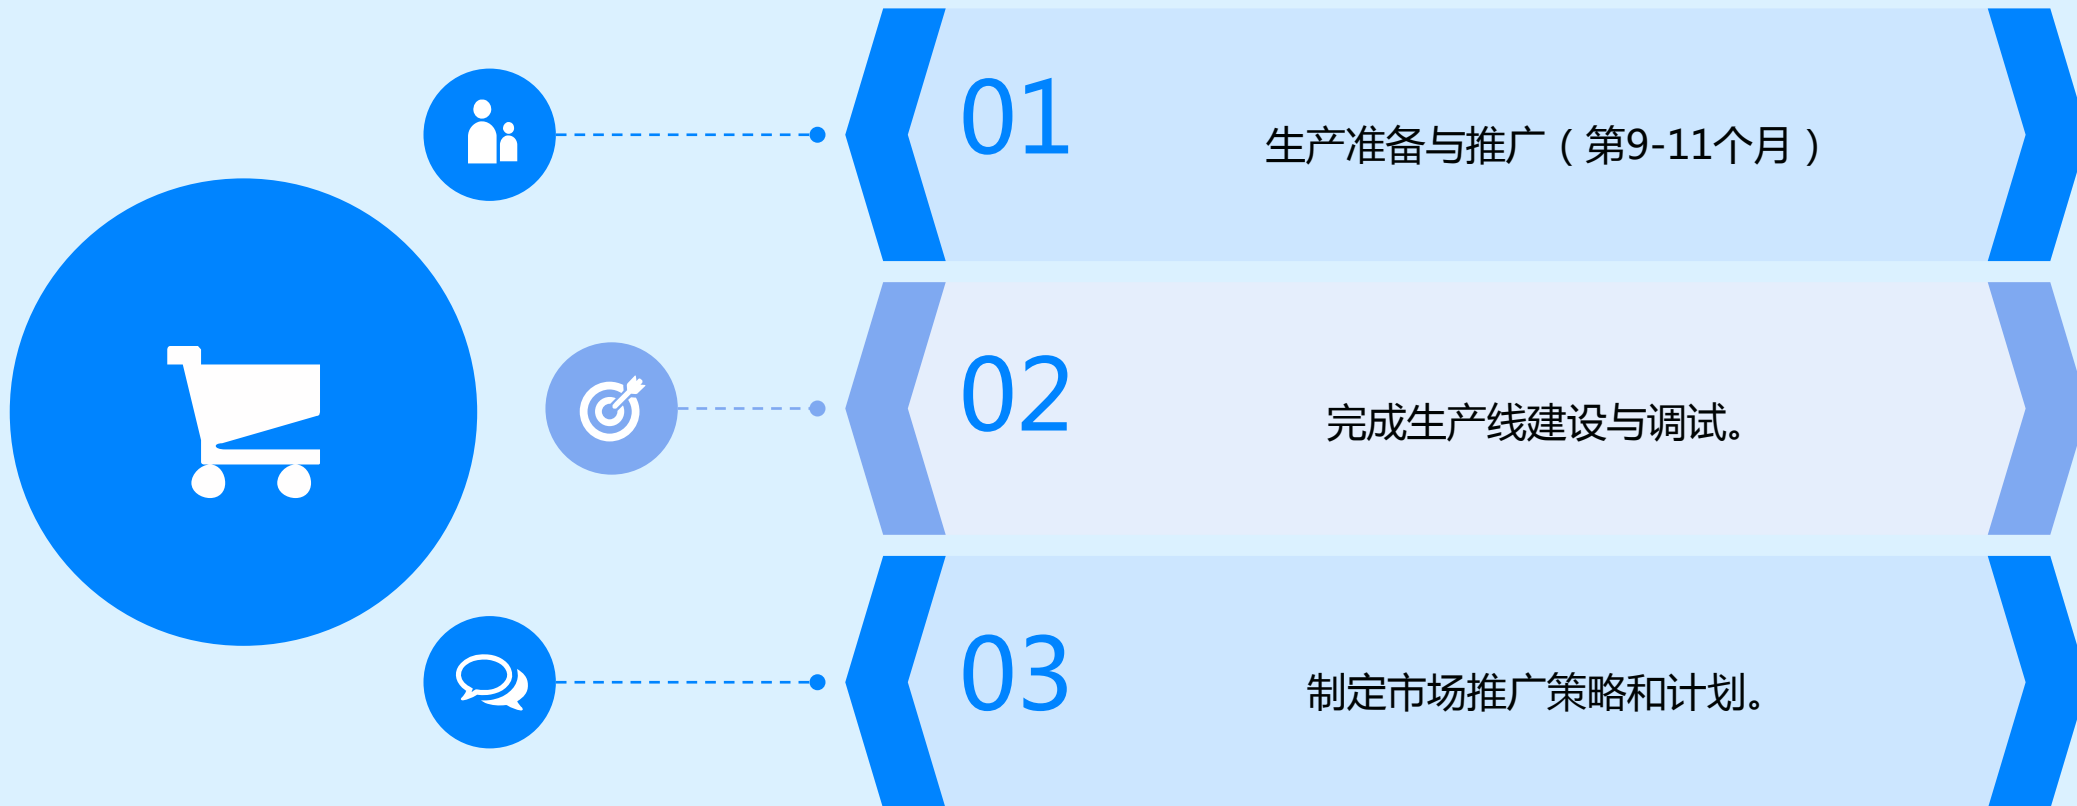 01
生产准备与推广（第9-11个月）
02
完成生产线建设与调试。
03
制定市场推广策略和计划。